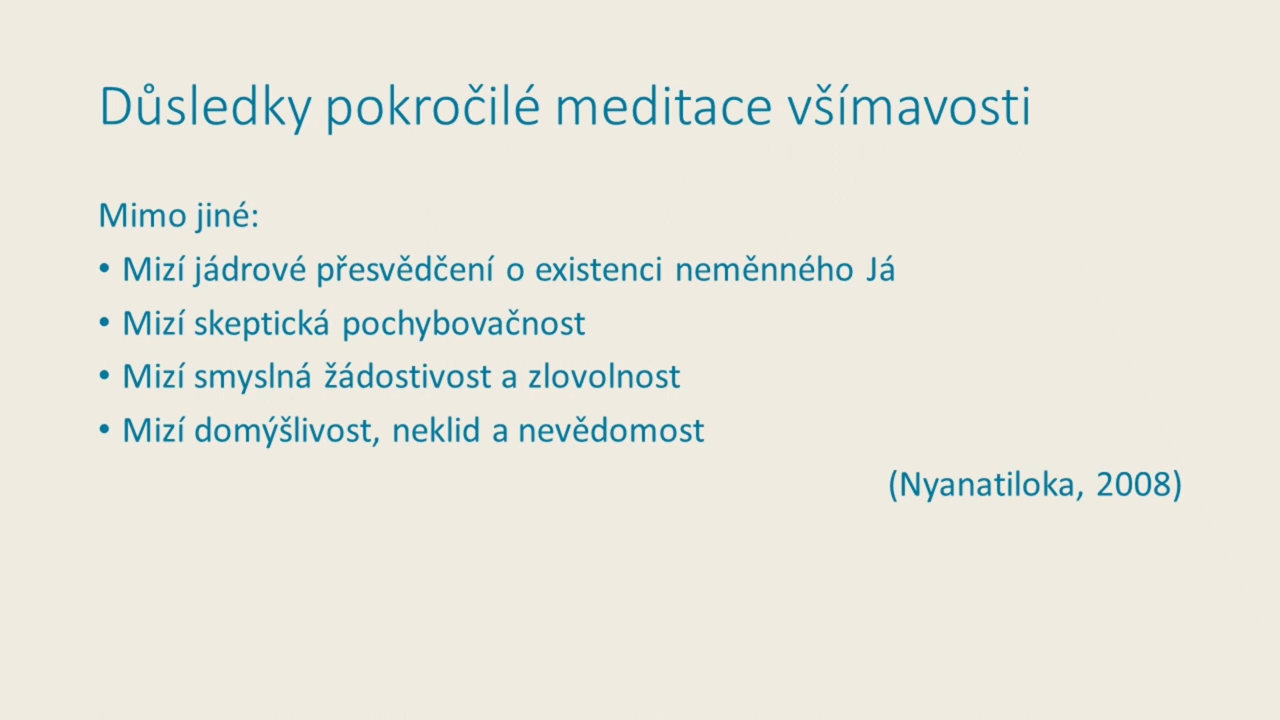 Důsledky pokročilé meditace všímavosti
Mimo jiné:
• Mizí jádrové přesvědčení o existenci neměnného Já
• Mizí skeptická pochybovačnost
• Mizí smyslná žádostivost a zlovolnost
• Mizí domýšlivost, neklid a nevědomost
(Nyanatiloka, 2008)